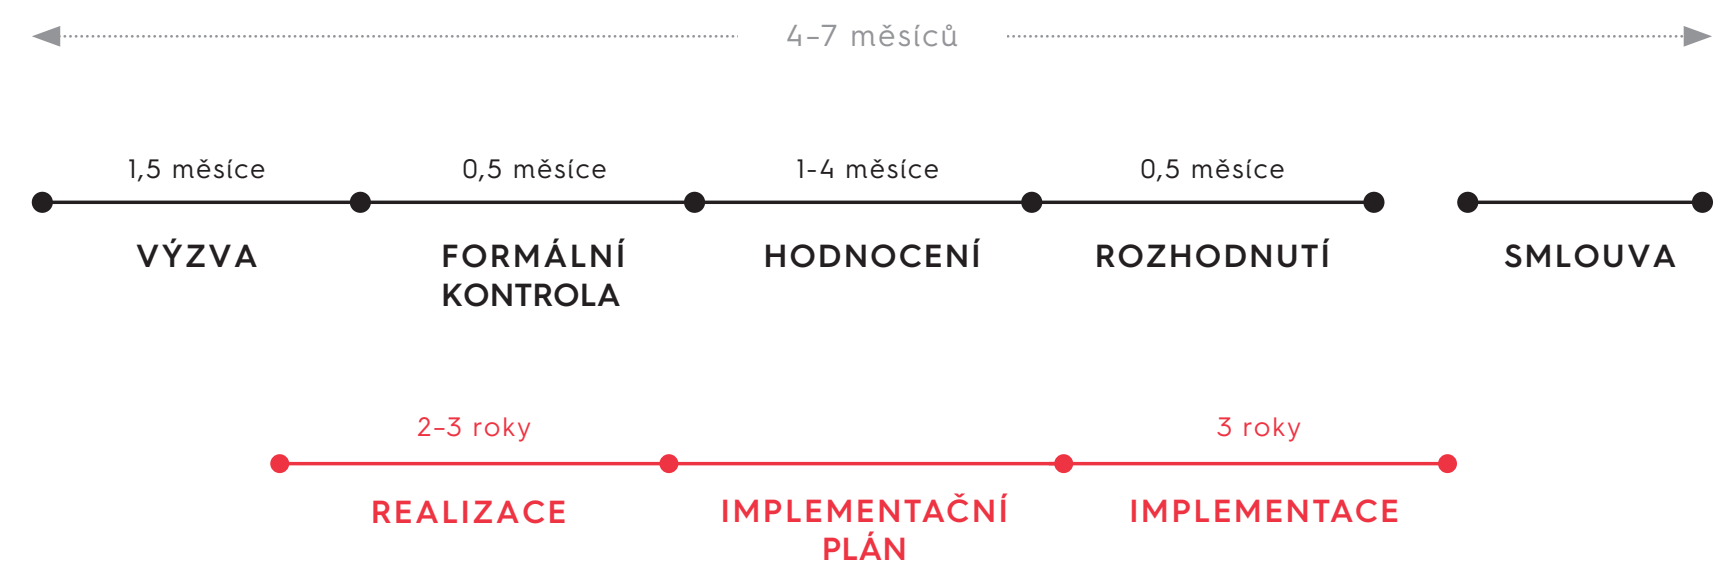 4–7 měsíců
1,5 měsíce
0,5 měsíce
1-4 měsíce
0,5 měsíce
VÝZVA
FORMÁLNÍ
KONTROLA
HODNOCENÍ
ROZHODNUTÍ
SMLOUVA
2–3 roky
3 roky
REALIZACE
IMPLEMENTAČNÍ
PLÁN
IMPLEMENTACE